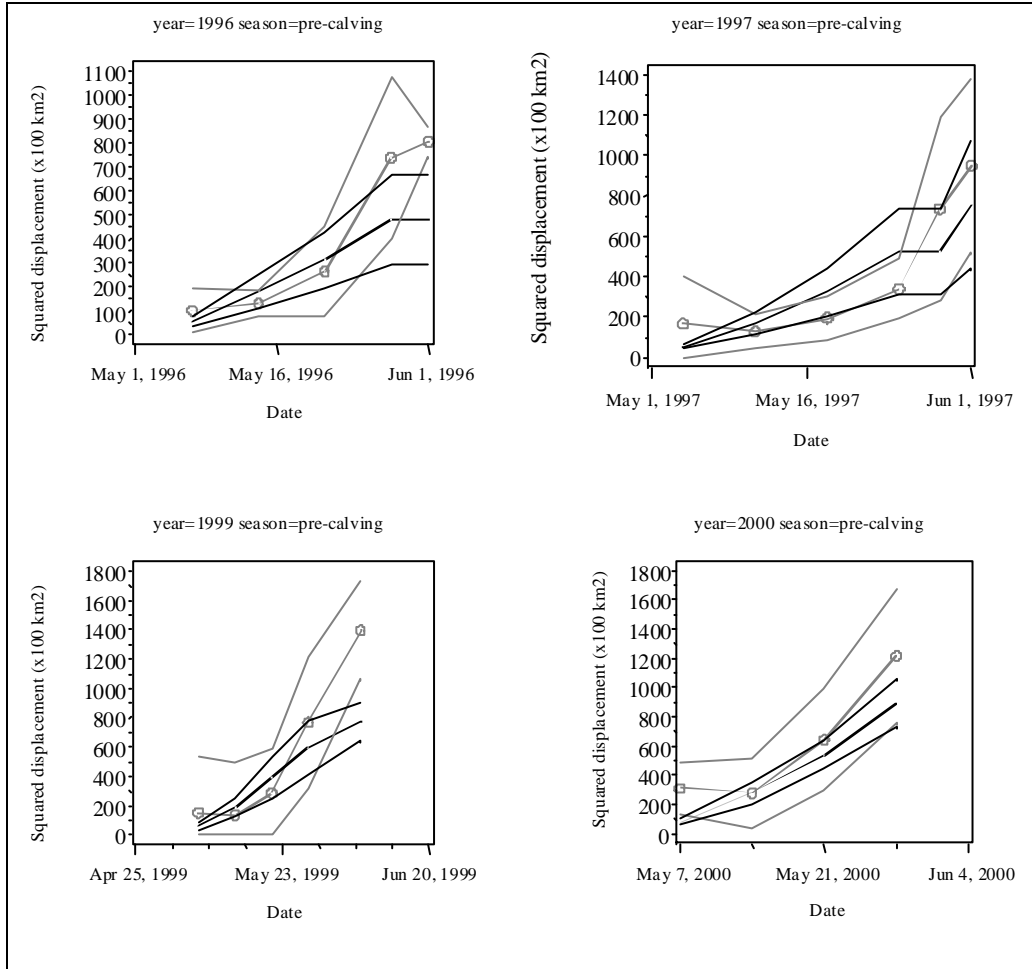 year=1996 season=pre-calving
Squared displacement (x100 km2)
1100
1000
900
800
700
600
500
400
300
200
100
0
May 1, 1996 May 16, 1996 Jun 1, 1996
Date
year=1997 season=pre-calving
Squared displacement (x100 km2)
1400
1200
1000
800
600
400
200
0
May 1, 1997 May 16, 1997 Jun 1, 1997
Date
year=1999 season=pre-calving
Squared displacement (x100 km2)
1800
1600
1400
1200
1000
800
600
400
200
0
Apr 25, 1999 May 23, 1999 Jun 20, 1999
Date
year=2000 season=pre-calving
Squared displacement (x100 km2)
1800
1600
1400
1200
1000
800
600
400
200
0
May 7, 2000 May 21, 2000 Jun 4, 2000
Date